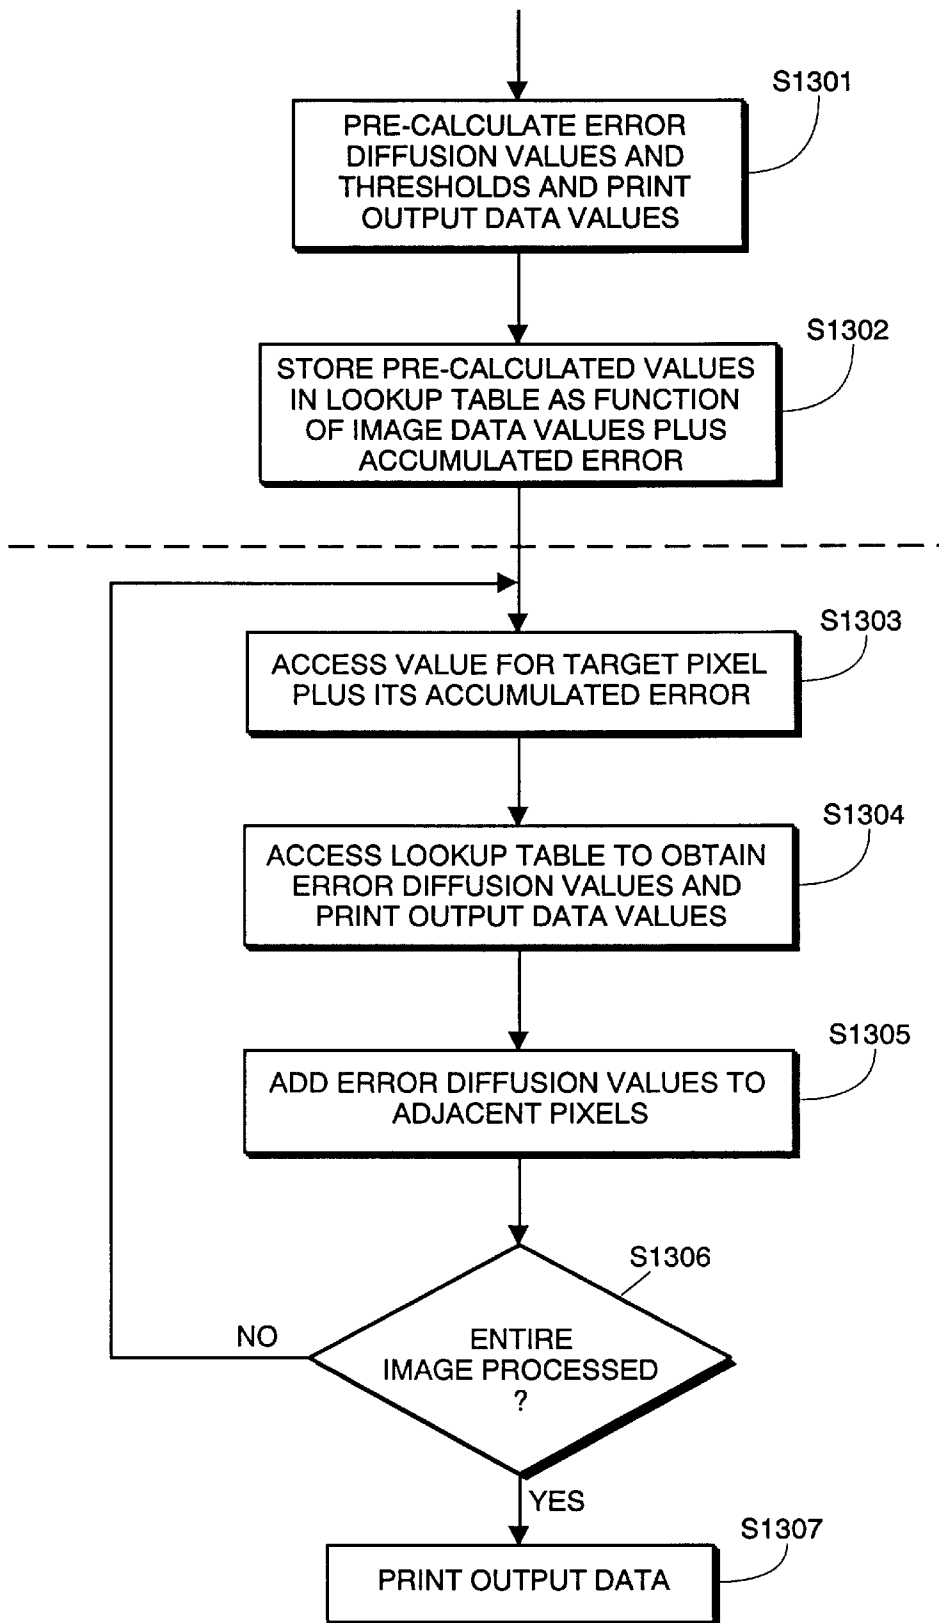 S1301
PRE-CALCULATE ERROR
DIFFUSION VALUES AND
THRESHOLDS AND PRINT
OUTPUT DATA VALUES
S1302
STORE PRE-CALCULATED VALUES
IN LOOKUP TABLE AS FUNCTION
OF IMAGE DATA VALUES PLUS
ACCUMULATED ERROR
S1303
ACCESS VALUE FOR TARGET PIXEL
PLUS ITS ACCUMULATED ERROR
S1304
ACCESS LOOKUP TABLE TO OBTAIN
ERROR DIFFUSION VALUES AND
PRINT OUTPUT DATA VALUES
S1305
ADD ERROR DIFFUSION VALUES TO
ADJACENT PIXELS
S1306
NO
ENTIRE
IMAGE PROCESSED
?
YES
S1307
PRINT OUTPUT DATA